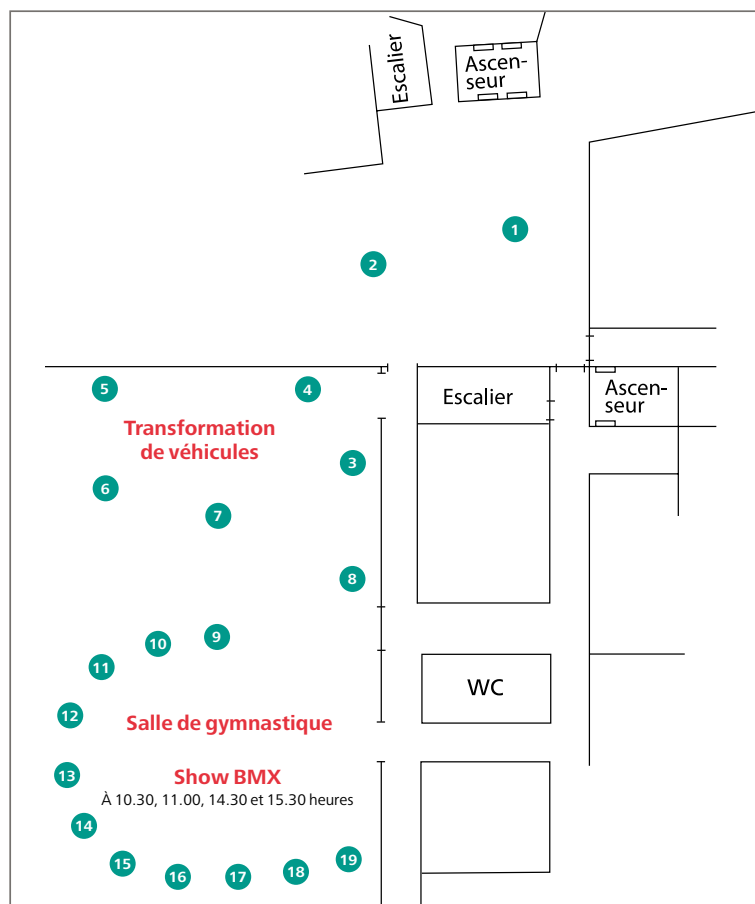 Escalier
Ascen-
seur
1
2
5
4
Escalier
Ascen-
seur
Transformation
de véhicules
3
6
7
8
9
10
11
WC
12
Salle de gymnastique
13
Show BMX
À 10.30, 11.00, 14.30 et 15.30 heures
14
15
16
17
18
19